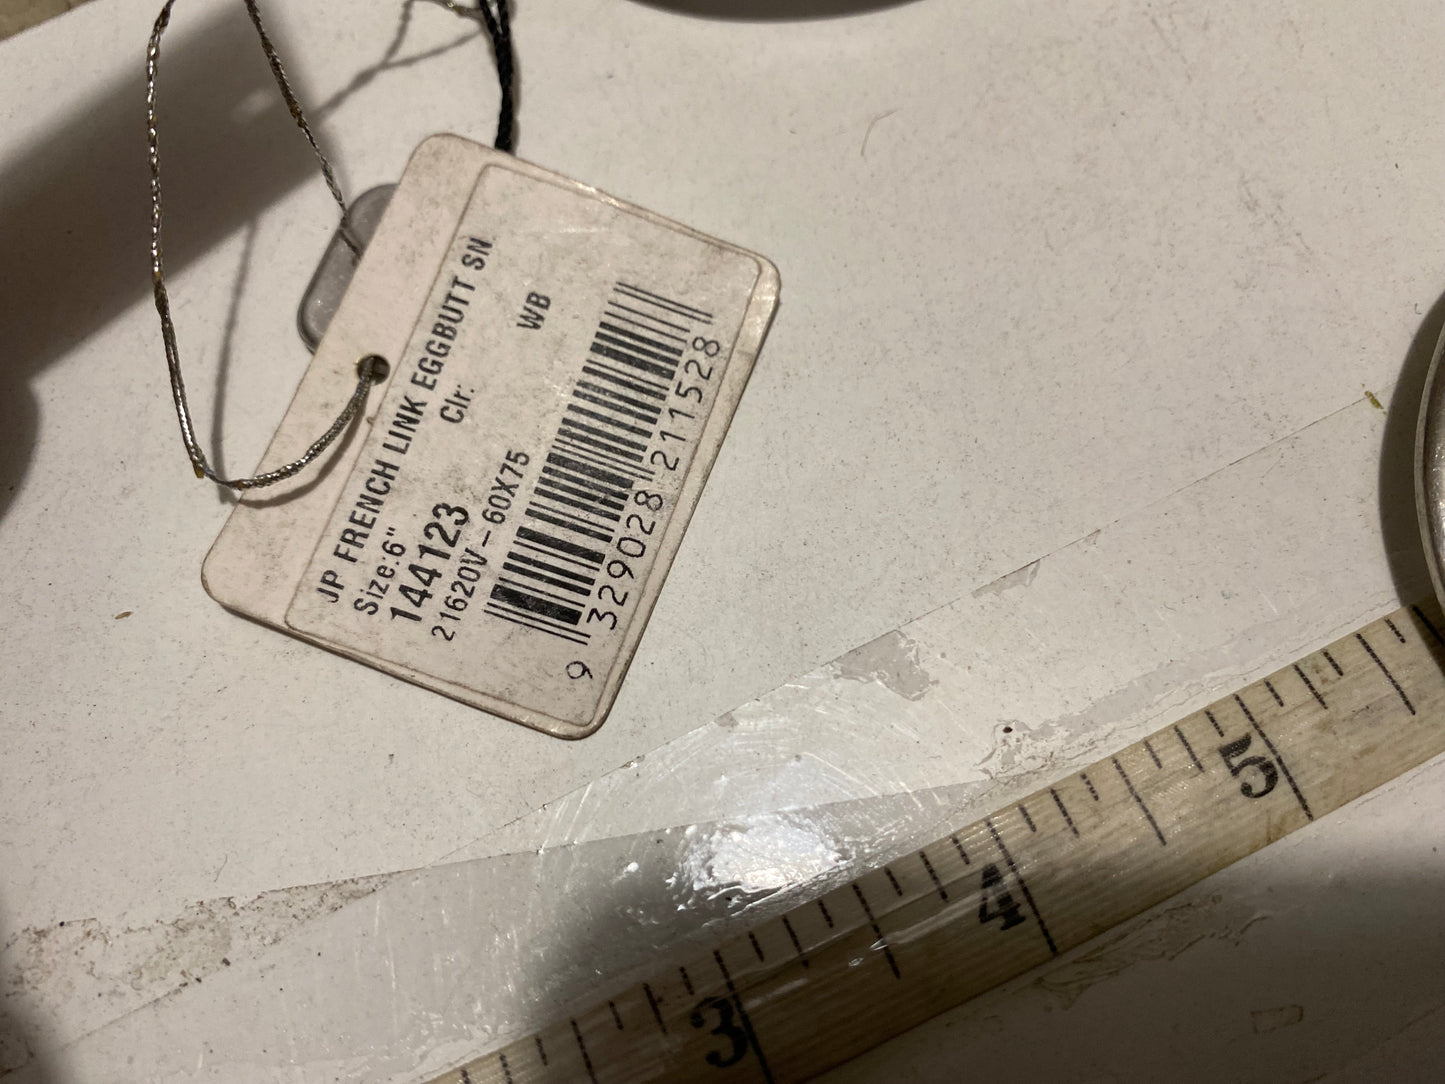 JP FRENCH LINK EGGBUTT SN
Size:6" Clr: WB
144123
21620V-60X75
9 329028 211528
3 4 5